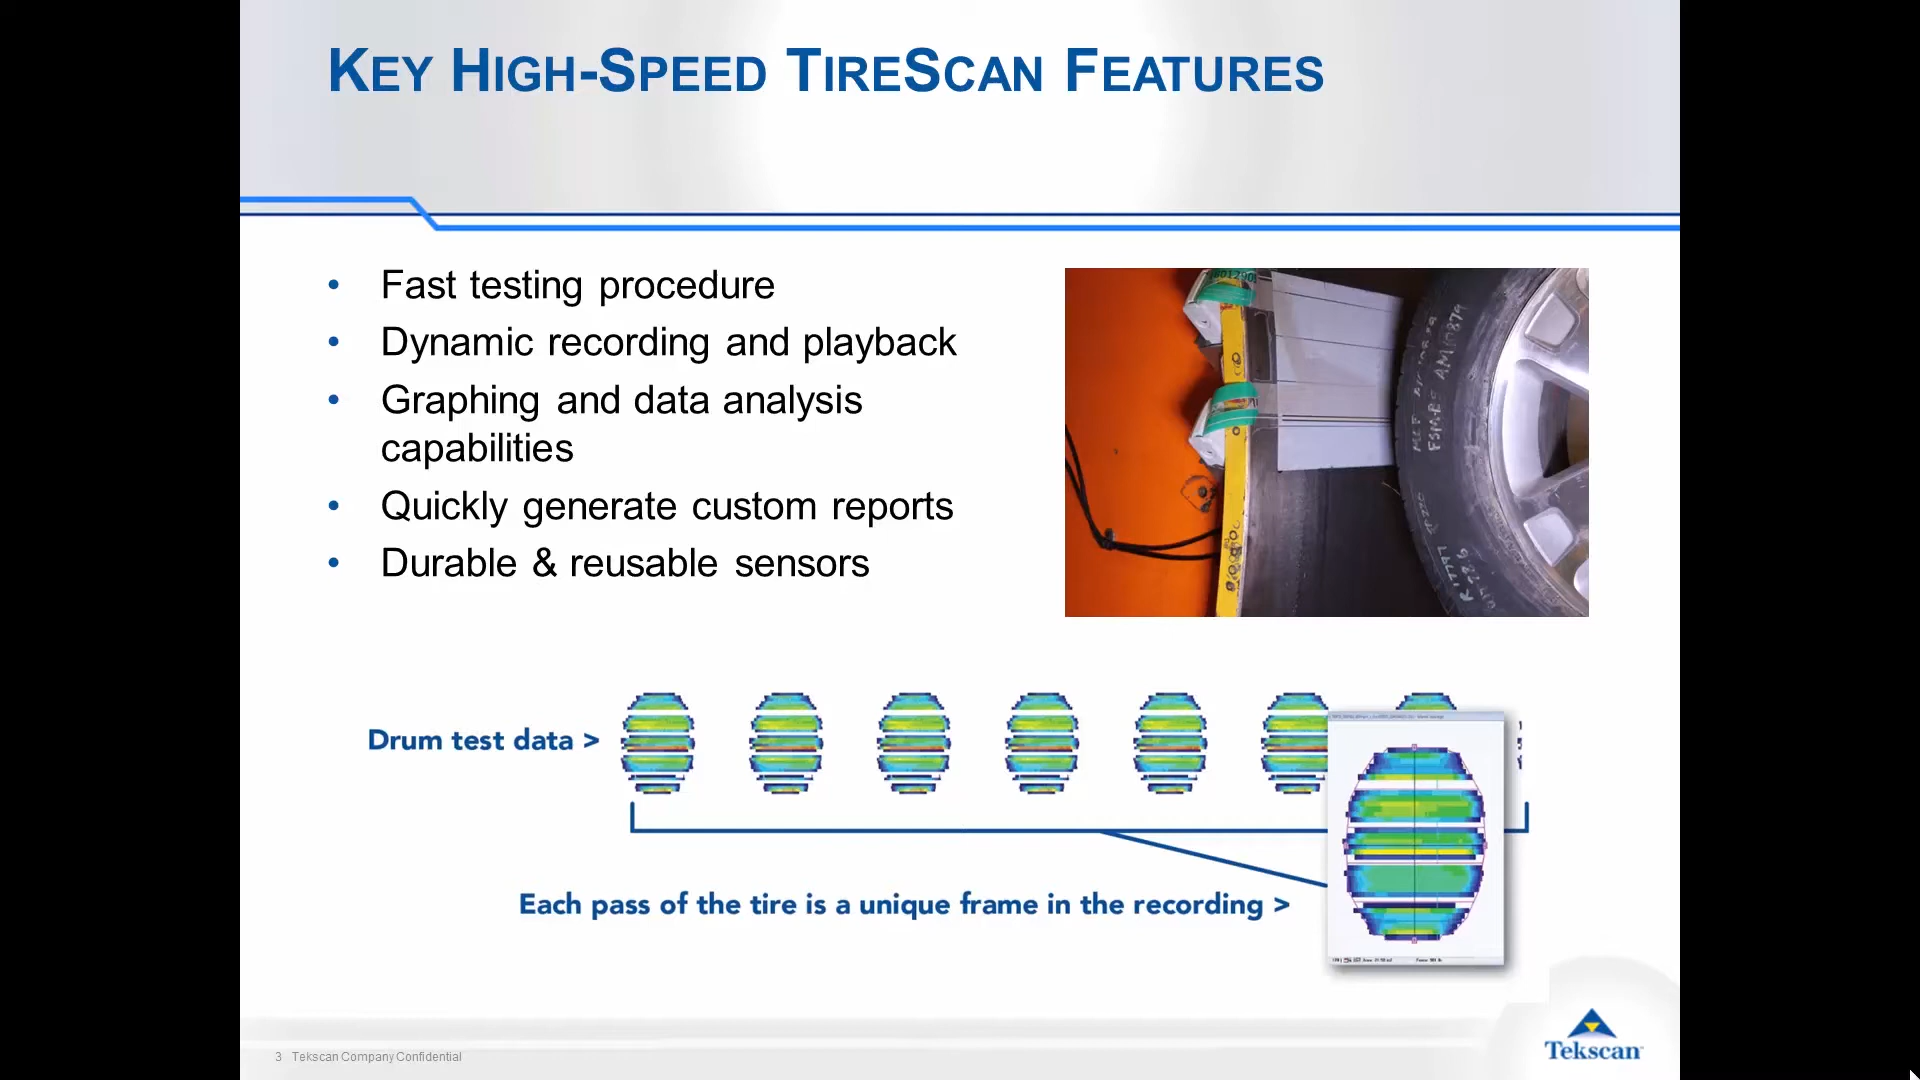 KEY HIGH-SPEED TIRESCAN FEATURES
• Fast testing procedure
• Dynamic recording and playback
• Graphing and data analysis
capabilities
• Quickly generate custom reports
• Durable & reusable sensors
Drum test data >
Each pass of the tire is a unique frame in the recording >
3 Tekscan Company Confidential
Tekscan